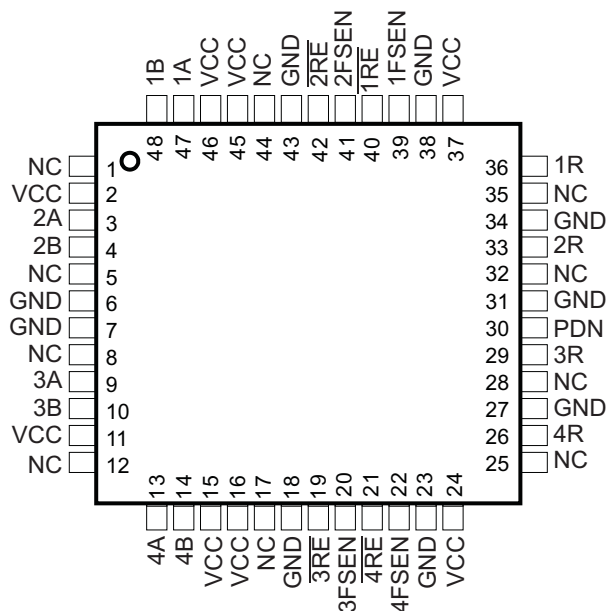 1B 1A VCC VCC NC GND 2RE 2FSEN 1RE 1FSEN GND VCC
48 47 46 45 44 43 42 41 40 39 38 37
NC 1 36 1R
VCC 2 35 NC
2A 3 34 GND
2B 4 33 2R
NC 5 32 NC
GND 6 31 GND
GND 7 30 PDN
NC 8 29 3R
3A 9 28 NC
3B 10 27 GND
VCC 11 26 4R
NC 12 25 NC
13 14 15 16 17 18 19 20 21 22 23 24
4A 4B VCC VCC NC GND 3RE 3FSEN 4RE 4FSEN GND VCC